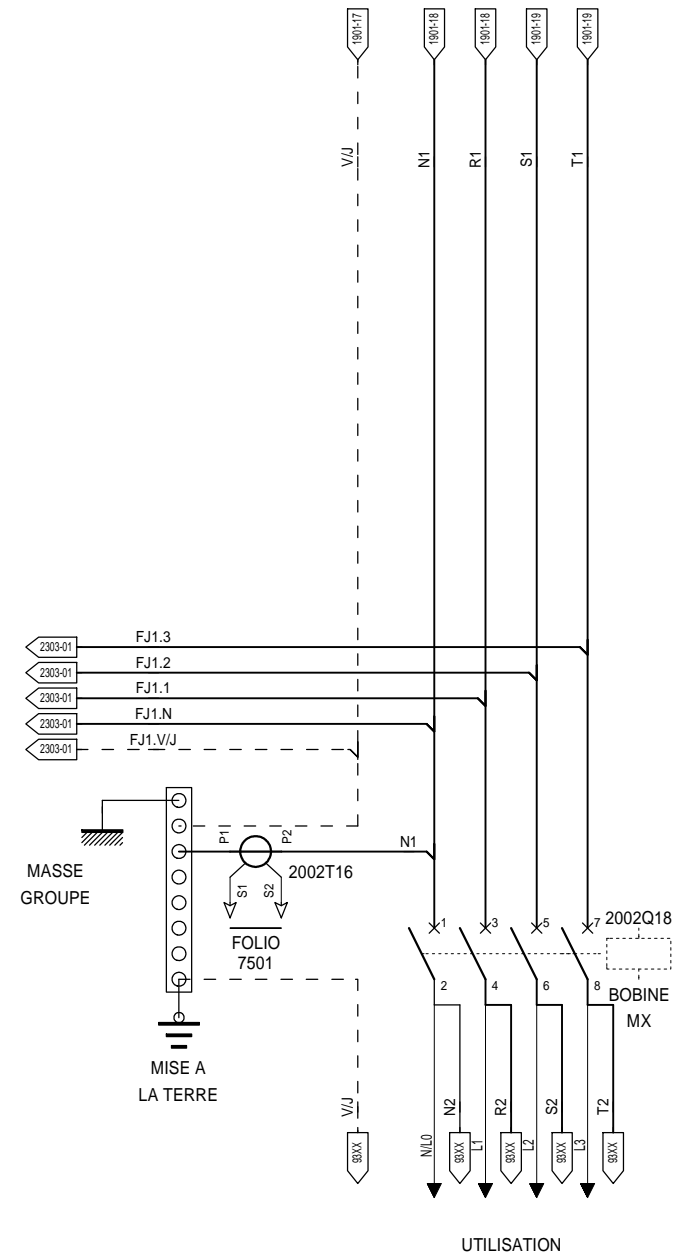 1901-17
1901-18
1901-18
1901-19
1901-19
V/J
N1
R1
S1
T1
2303-01
FJ1.3
2303-01
FJ1.2
2303-01
FJ1.1
2303-01
FJ1.N
2303-01
FJ1.V/J
P1
P2
N1
2002T16
MASSE
GROUPE
S1
S2
FOLIO
7501
1
3
5
7
2002Q18
2
4
6
8
BOBINE
MX
MISE A
LA TERRE
V/J
N2
R2
S2
T2
N/L0
L1
L2
L3
93XX
93XX
93XX
93XX
93XX
UTILISATION